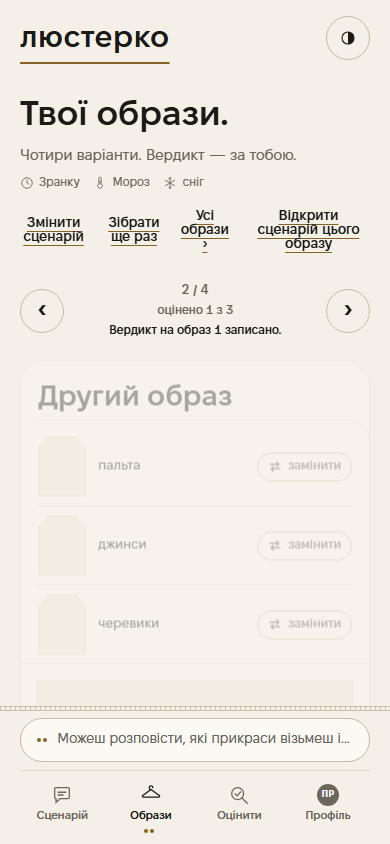 люстерко
Твої образи.
Чотири варіанти. Вердикт — за тобою.
Зранку Мороз сніг
Змінити
сценарій
Зібрати
ще раз
Усі
образи
›
Відкрити
сценарій цього
образу
‹
2 / 4
оцінено 1 з 3
Вердикт на образ 1 записано.
›
Другий образ
пальта замінити
джинси замінити
черевики замінити
Можеш розповісти, які прикраси візьмеш і...
Сценарій Образи Оцінити ПР Профіль